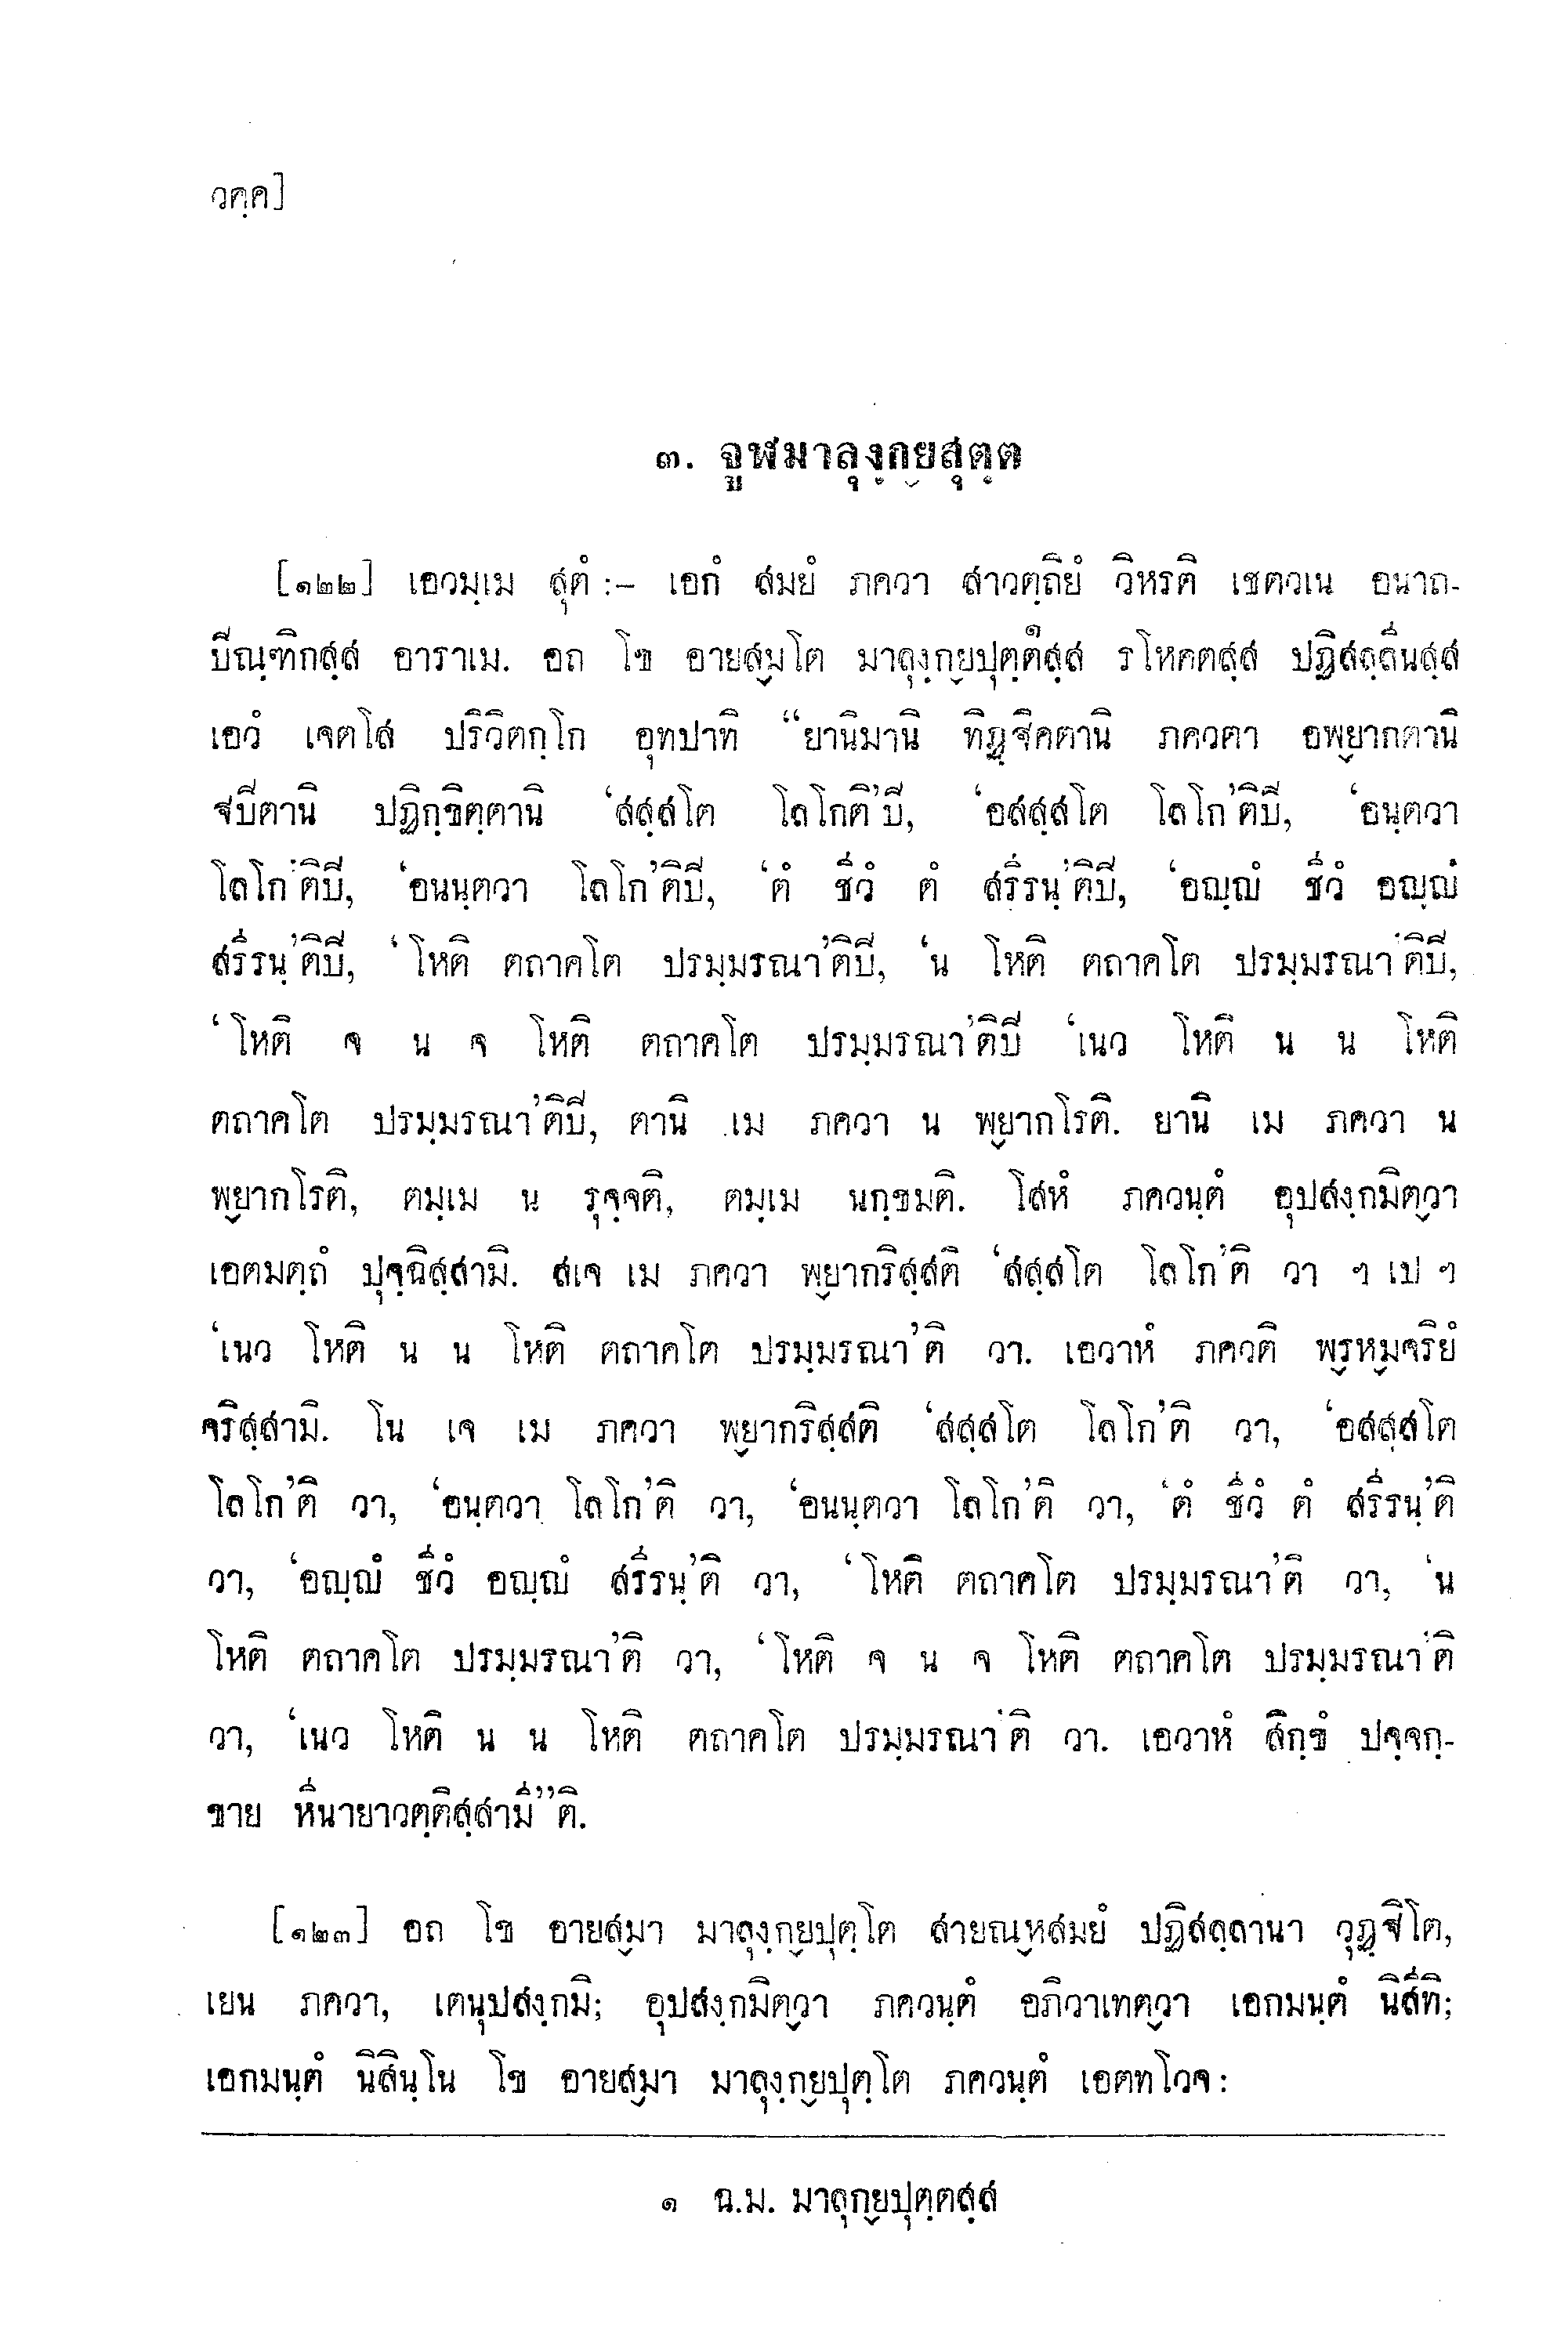 วคฺค]
๓. จูฬมาลุงฺกฺยสุตฺต
[๑๒๒] เอวมฺเม สุตํ :– เอกํ สมยํ ภควา สาวตฺถิยํ วิหรติ เชตวเน อนาถ-
ปิณฺฑิกสฺส อาราเม. อถ โข อายสฺมโต มาลุงฺกฺยปุตฺตสฺส๑ รโหคตสฺส ปฏิสลฺลีนสฺส
เอวํ เจตโส ปริวิตกฺโก อุทปาทิ “ยานิมานิ ทิฏฺฐิคตานิ ภควตา อพฺยากตานิ
ฐปิตานิ ปฏิกฺขิตฺตานิ ‘สสฺสโต โลโกติ’ปิ, ‘อสสฺสโต โลโก’ติปิ, ‘อนฺตวา
โลโก’ติปิ, ‘อนนฺตวา โลโก’ติปิ, ‘ตํ ชีวํ ตํ สรีรนฺ’ติปิ, ‘อญฺญํ ชีวํ อญฺญํ
สรีรนฺ’ติปิ, ‘โหติ ตถาคโต ปรมฺมรณา’ติปิ, ‘น โหติ ตถาคโต ปรมฺมรณา’ติปิ,
‘โหติ จ น จ โหติ ตถาคโต ปรมฺมรณา’ติปิ ‘เนว โหติ น น โหติ
ตถาคโต ปรมฺมรณา’ติปิ, ตานิ เม ภควา น พฺยากโรติ. ยานิ เม ภควา น
พฺยากโรติ, ตมฺเม น รุจฺจติ, ตมฺเม นกฺขมติ. โสหํ ภควนฺตํ อุปสงฺกมิตฺวา
เอตมตฺถํ ปุจฺฉิสฺสามิ. สเจ เม ภควา พฺยากริสฺสติ ‘สสฺสโต โลโก’ติ วา ฯ เป ฯ
‘เนว โหติ น น โหติ ตถาคโต ปรมฺมรณา’ติ วา. เอวาหํ ภควติ พฺรหฺมจริยํ
จริสฺสามิ. โน เจ เม ภควา พฺยากริสฺสติ ‘สสฺสโต โลโก’ติ วา, ‘อสสฺสโต
โลโก’ติ วา, ‘อนฺตวา โลโก’ติ วา, ‘อนนฺตวา โลโก’ติ วา, ‘ตํ ชีวํ ตํ สรีรนฺ’ติ
วา, ‘อญฺญํ ชีวํ อญฺญํ สรีรนฺ’ติ วา, ‘โหติ ตถาคโต ปรมฺมรณา’ติ วา, ‘น
โหติ ตถาคโต ปรมฺมรณา’ติ วา, ‘โหติ จ น จ โหติ ตถาคโต ปรมฺมรณา’ติ
วา, ‘เนว โหติ น น โหติ ตถาคโต ปรมฺมรณา’ติ วา. เอวาหํ สิกฺขํ ปจฺจกฺ-
ขาย หีนายาวตฺติสฺสามี”ติ.
[๑๒๓] อถ โข อายสฺมา มาลุงฺกฺยปุตฺโต สายณฺหสมยํ ปฏิสลฺลานา วุฏฺฐิโต,
เยน ภควา, เตนุปสงฺกมิ; อุปสงฺกมิตฺวา ภควนฺตํ อภิวาเทตฺวา เอกมนฺตํ นิสีทิ;
เอกมนฺตํ นิสินฺโน โข อายสฺมา มาลุงฺกฺยปุตฺโต ภควนฺตํ เอตทโวจ :
๑ ฉ.ม. มาลุกฺยปุตฺตสฺส